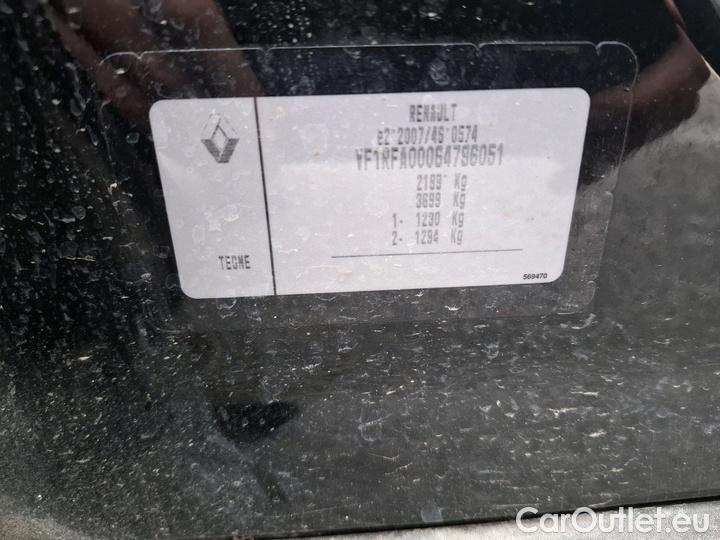 RENAULT
e2*2007/46*0574
VF1RFA00064796051
2199 Kg
3699 Kg
1- 1230 Kg
2- 1294 Kg
TEGNE
569470
CarOutlet.eu